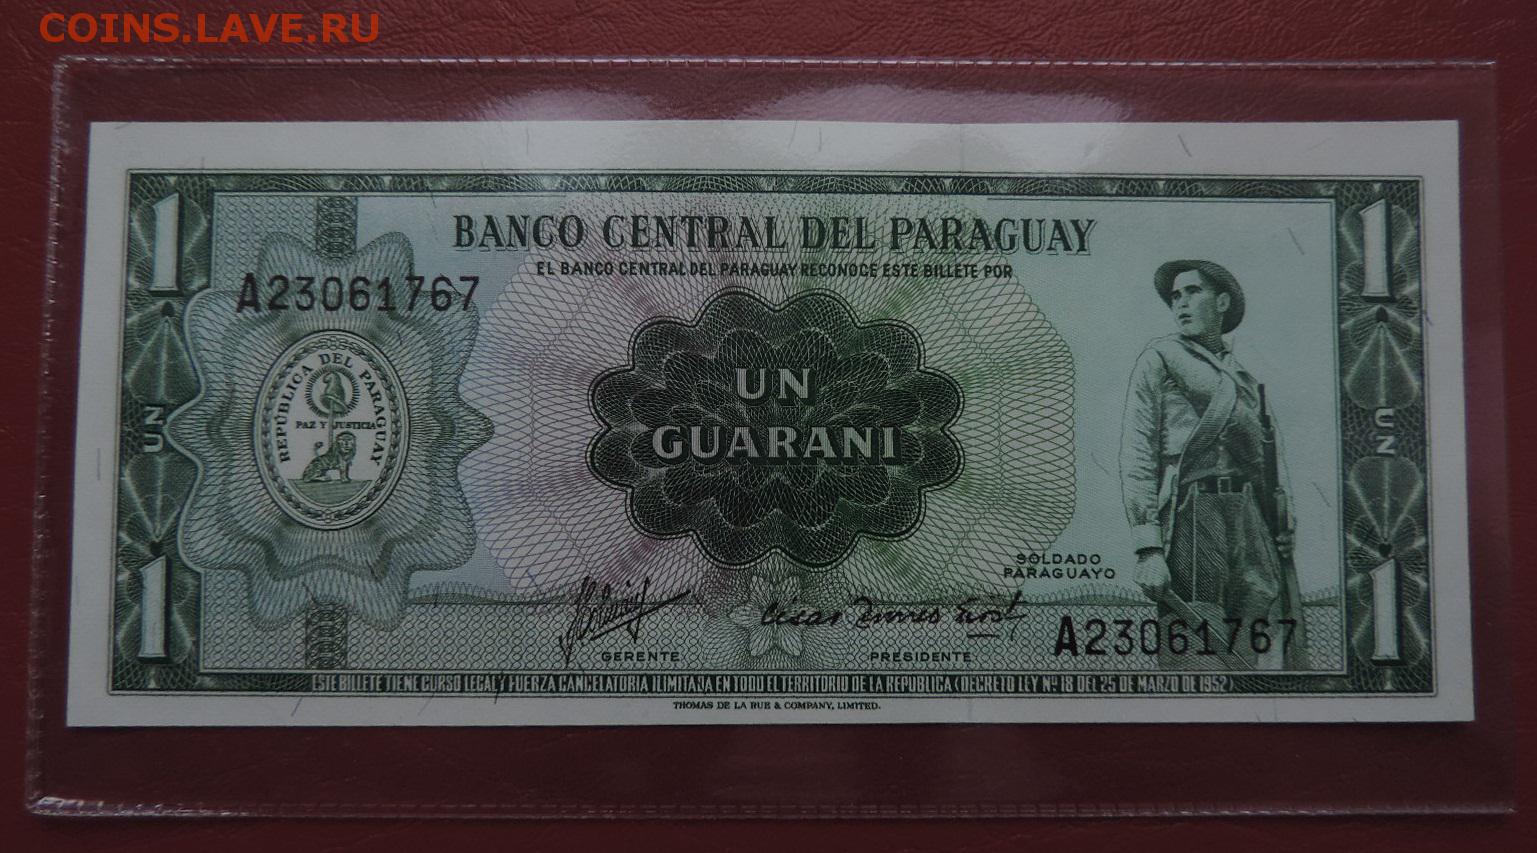 COINS.LAVE.RU
1
1
BANCO CENTRAL DEL PARAGUAY
EL BANCO CENTRAL DEL PARAGUAY RECONOCE ESTE BILLETE POR
A23061767
REPÚBLICA DEL PARAGUAY
PAZ Y JUSTICIA
UN
GUARANI
UN
UN
SOLDADO
PARAGUAYO
A23061767
GERENTE
PRESIDENTE
1
1
ESTE BILLETE TIENE CURSO LEGAL Y FUERZA CANCELATORIA ILIMITADA EN TODO EL TERRITORIO DE LA REPUBLICA (DECRETO LEY Nº 18 DEL 25 DE MARZO DE 1952)
THOMAS DE LA RUE & COMPANY, LIMITED.